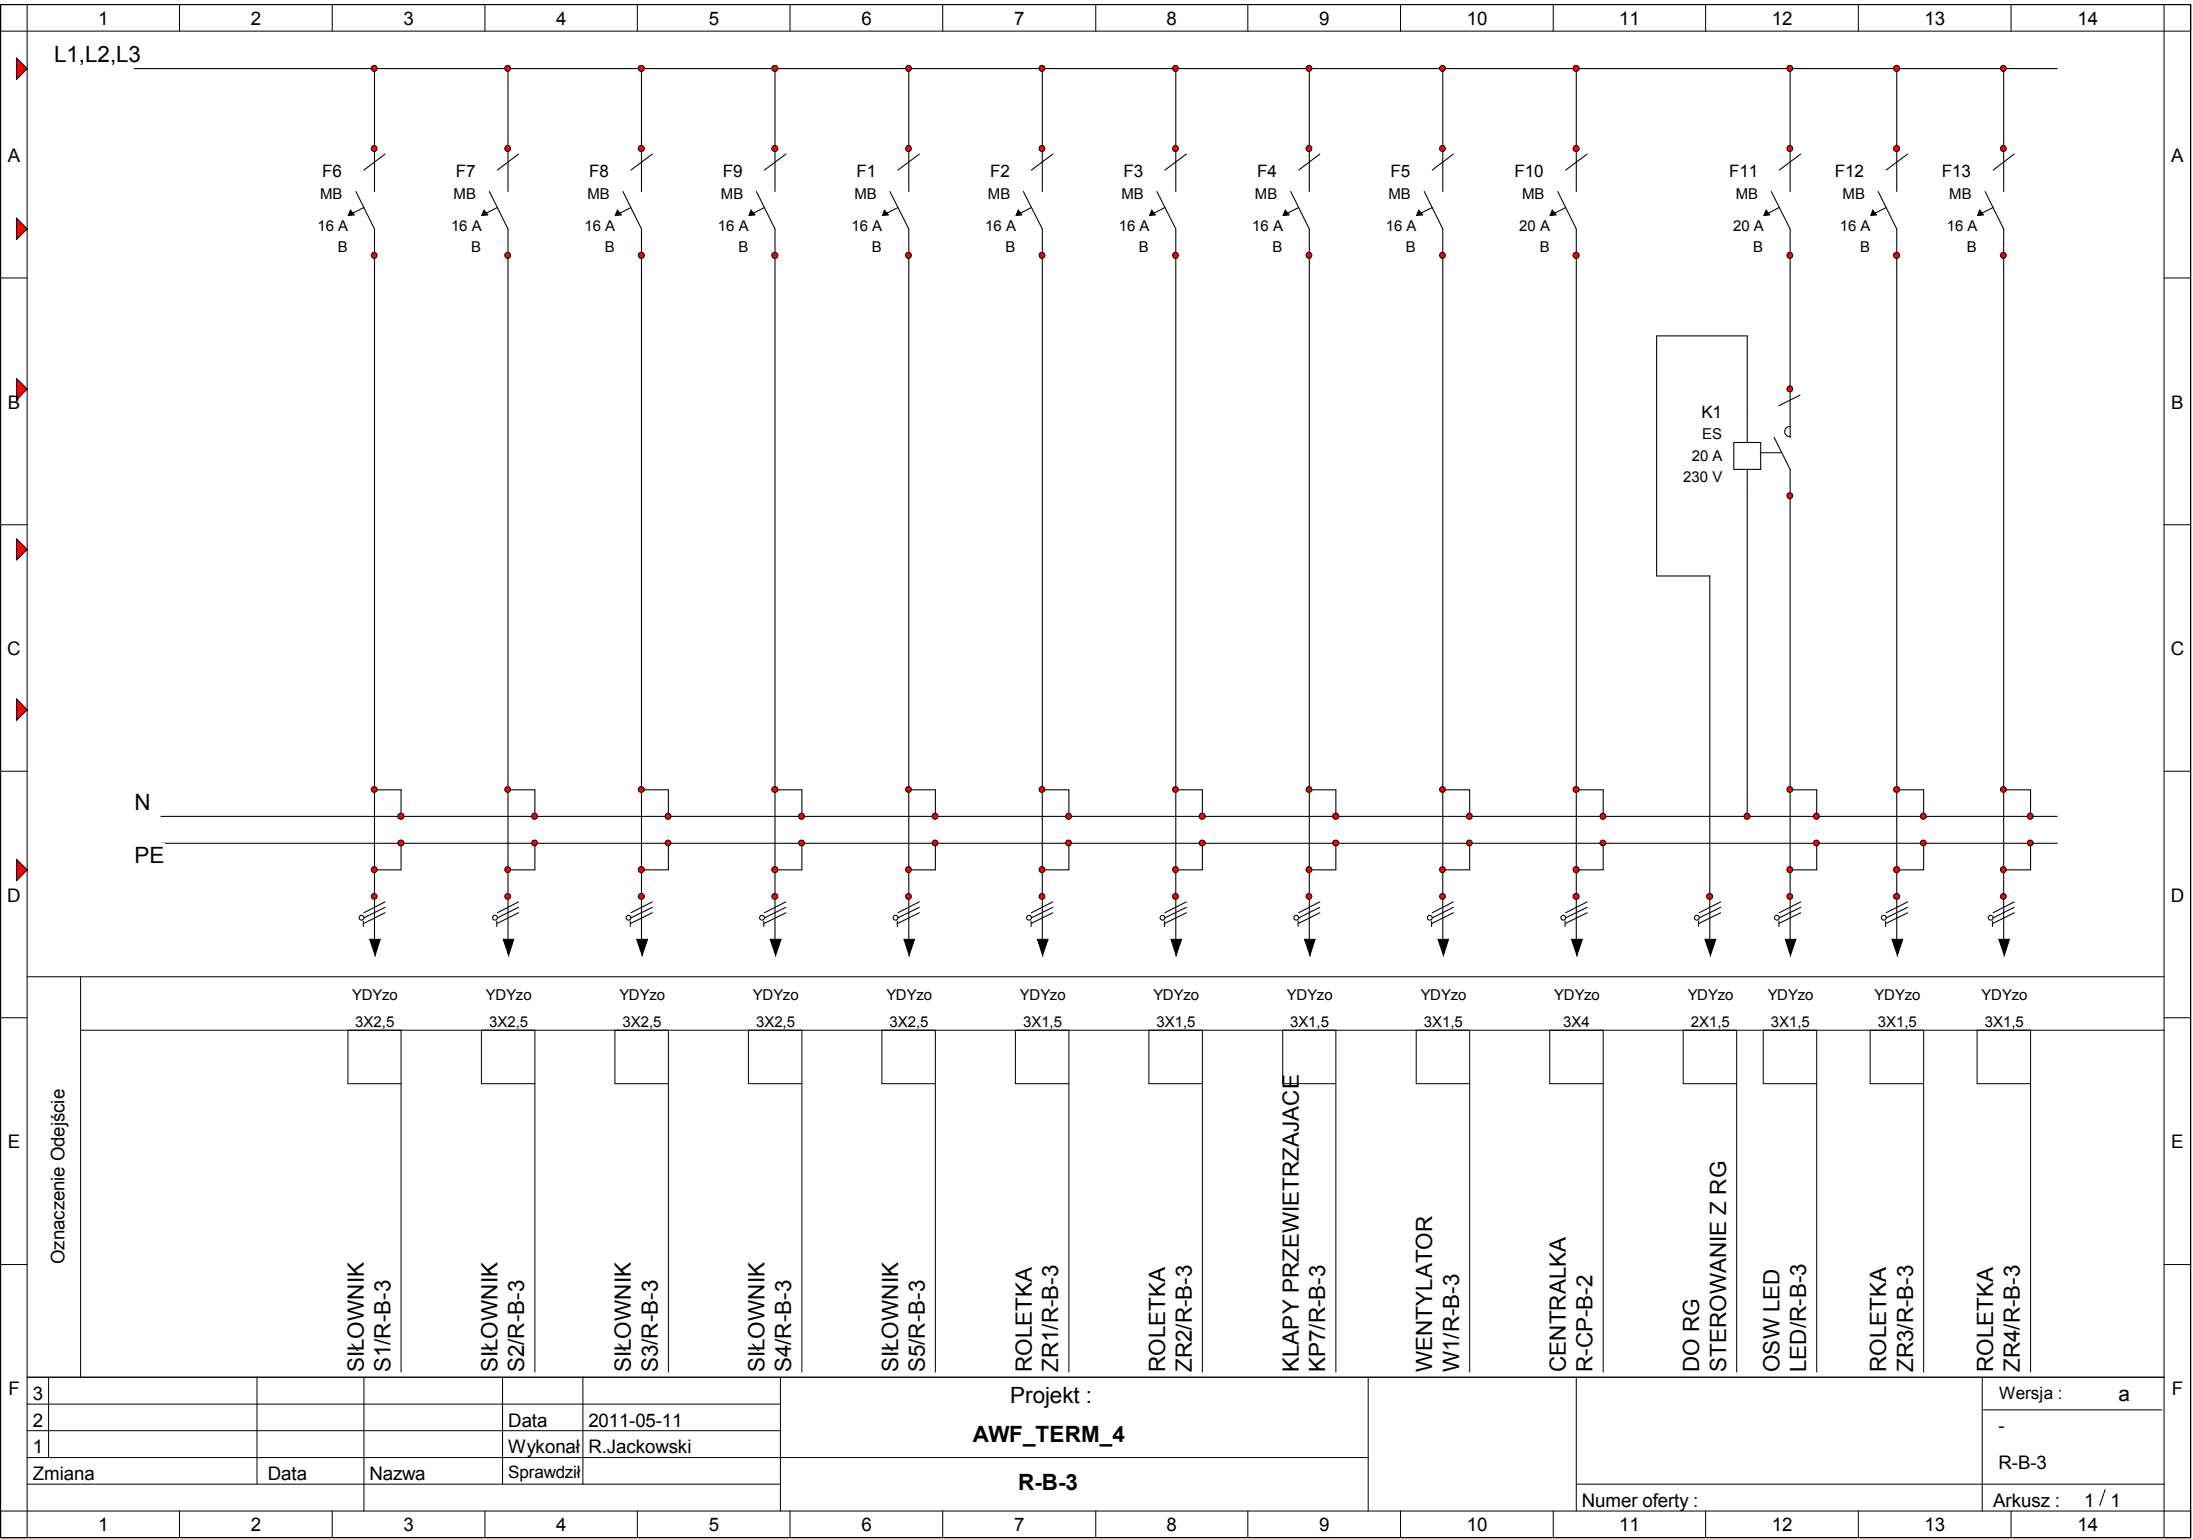 1 2 3 4 5 6 7 8 9 10 11 12 13 14
L1,L2,L3
A A
F6 F7 F8 F9 F1 F2 F3 F4 F5 F10 F11 F12 F13
MB MB MB MB MB MB MB MB MB MB MB MB MB
16 A 16 A 16 A 16 A 16 A 16 A 16 A 16 A 16 A 20 A 20 A 16 A 16 A
B B B B B B B B B B B B B
B B
K1
ES
20 A
230 V
C C
N
PE
D D
YDYzo YDYzo YDYzo YDYzo YDYzo YDYzo YDYzo YDYzo YDYzo YDYzo YDYzo YDYzo YDYzo YDYzo
3X2,5 3X2,5 3X2,5 3X2,5 3X2,5 3X1,5 3X1,5 3X1,5 3X1,5 3X4 2X1,5 3X1,5 3X1,5 3X1,5
E E
Oznaczenie Odejście
SIŁOWNIK
S1/R-B-3
SIŁOWNIK
S2/R-B-3
SIŁOWNIK
S3/R-B-3
SIŁOWNIK
S4/R-B-3
SIŁOWNIK
S5/R-B-3
ROLETKA
ZR1/R-B-3
ROLETKA
ZR2/R-B-3
KLAPY PRZEWIETRZAJACE
KP7/R-B-3
WENTYLATOR
W1/R-B-3
CENTRALKA
R-CP-B-2
DO RG
STEROWANIE Z RG
OSW LED
LED/R-B-3
ROLETKA
ZR3/R-B-3
ROLETKA
ZR4/R-B-3
F F
3
2 Data 2011-05-11
1 Wykonał R.Jackowski
Zmiana Data Nazwa Sprawdził
Projekt :
AWF_TERM_4
R-B-3
Numer oferty :
Wersja : a
-
R-B-3
Arkusz : 1 / 1
1 2 3 4 5 6 7 8 9 10 11 12 13 14